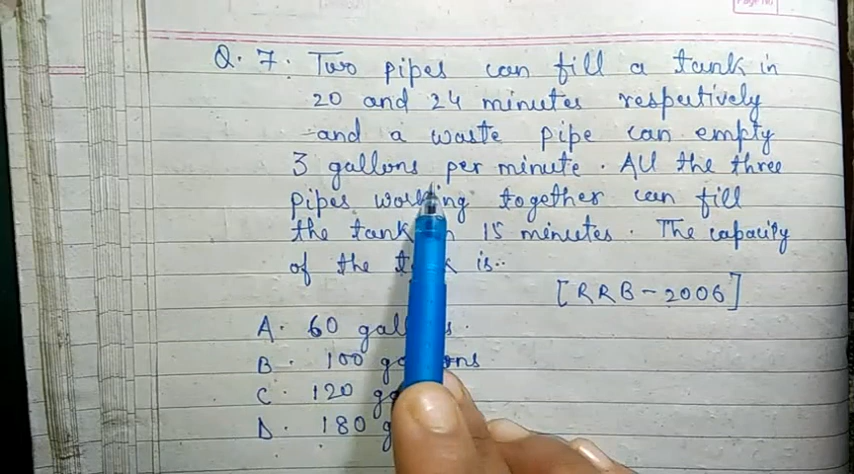 Page No
Q. 7. Two pipes can fill a tank in
20 and 24 minutes respectively
and a waste pipe can empty
3 gallons per minute. All the three
pipes working together can fill
the tank 15 minutes. The capacity
of the is..
[RRB-2006]
A. 60
B. 100
C. 120
D. 180